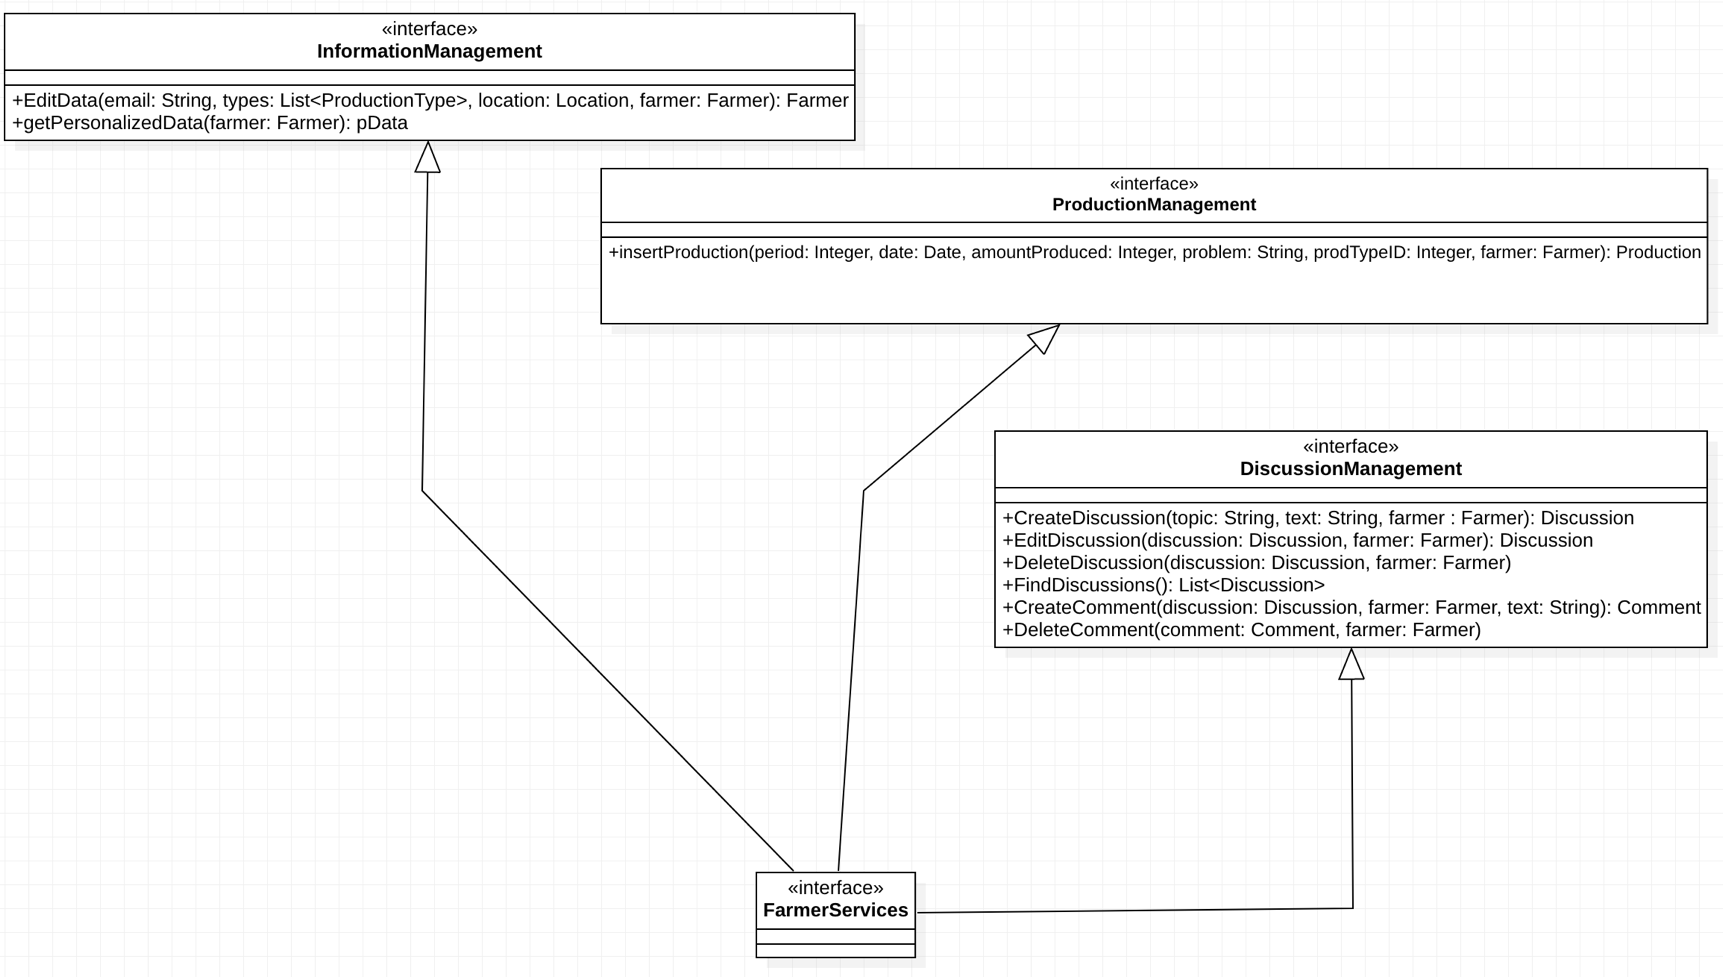 «interface»
InformationManagement
+EditData(email: String, types: List<ProductionType>, location: Location, farmer: Farmer): Farmer
+getPersonalizedData(farmer: Farmer): pData
«interface»
ProductionManagement
+insertProduction(period: Integer, date: Date, amountProduced: Integer, problem: String, prodTypeID: Integer, farmer: Farmer): Production
«interface»
DiscussionManagement
+CreateDiscussion(topic: String, text: String, farmer : Farmer): Discussion
+EditDiscussion(discussion: Discussion, farmer: Farmer): Discussion
+DeleteDiscussion(discussion: Discussion, farmer: Farmer)
+FindDiscussions(): List<Discussion>
+CreateComment(discussion: Discussion, farmer: Farmer, text: String): Comment
+DeleteComment(comment: Comment, farmer: Farmer)
«interface»
FarmerServices